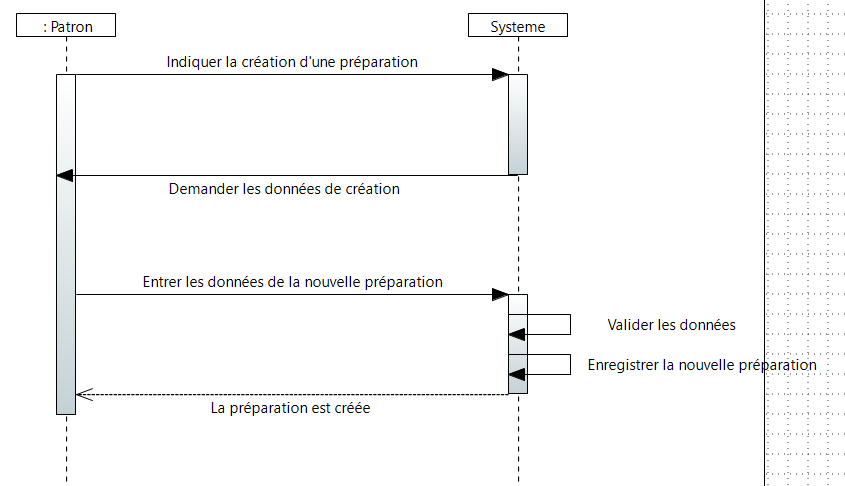 : Patron
Systeme
Indiquer la création d'une préparation
Demander les données de création
Entrer les données de la nouvelle préparation
Valider les données
Enregistrer la nouvelle préparation
La préparation est créée